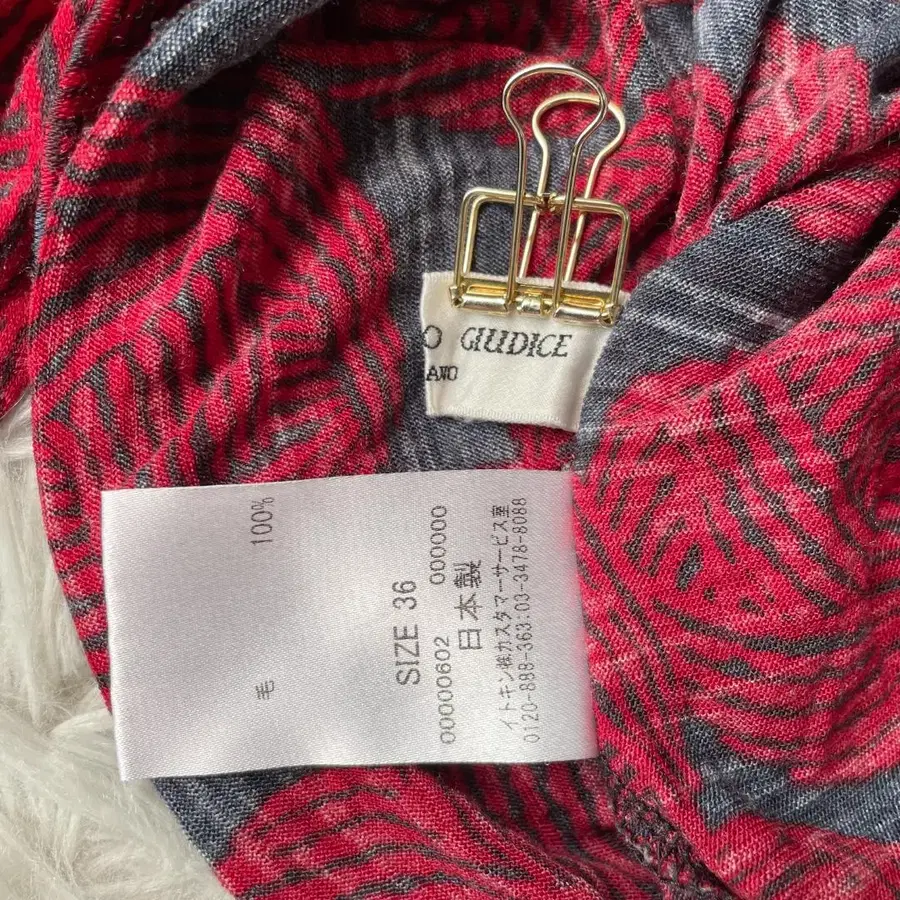 O GIUDICE
ANO
毛 100%
SIZE 36
00000602 000000
日本製
イトキン㈱カスタマーサービス室
0120-888-363:03-3478-8088